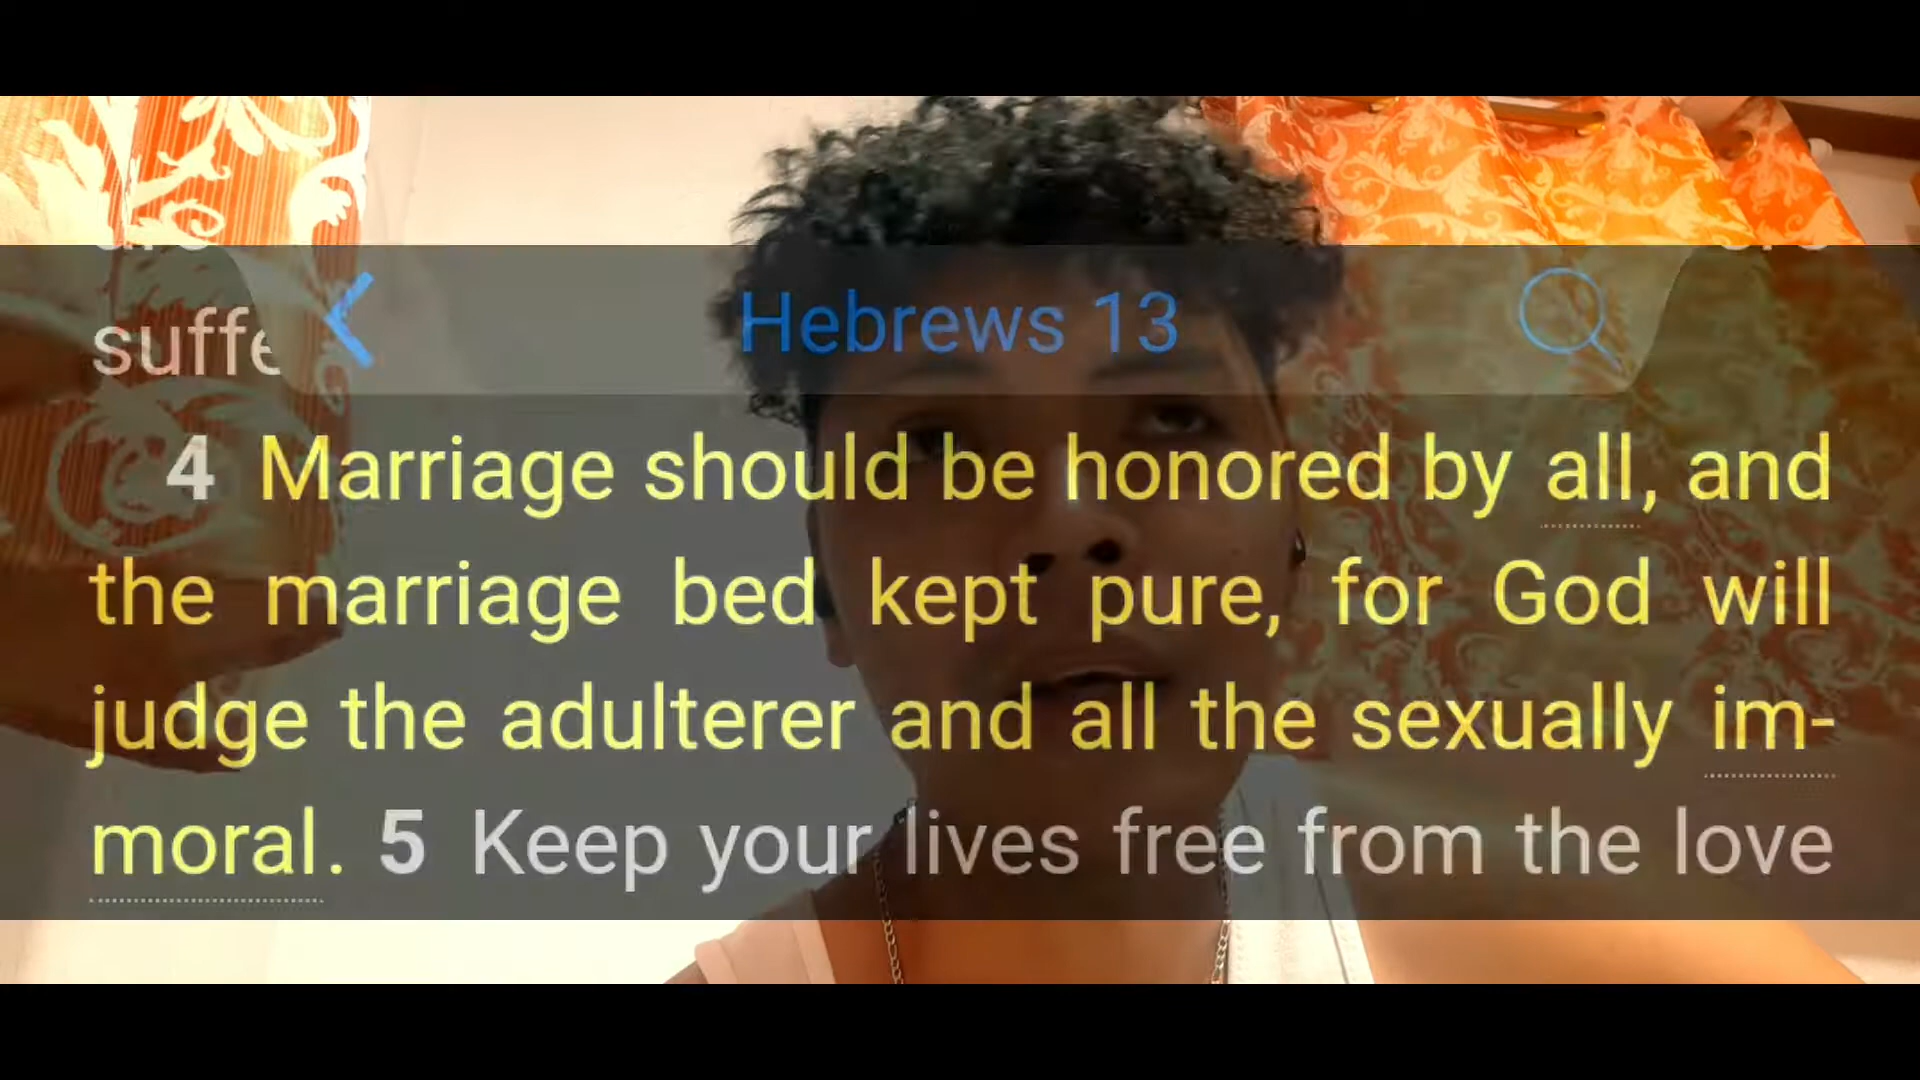 suffe
Hebrews 13
4 Marriage should be honored by all, and
the marriage bed kept pure, for God will
judge the adulterer and all the sexually im-
moral. 5 Keep your lives free from the love